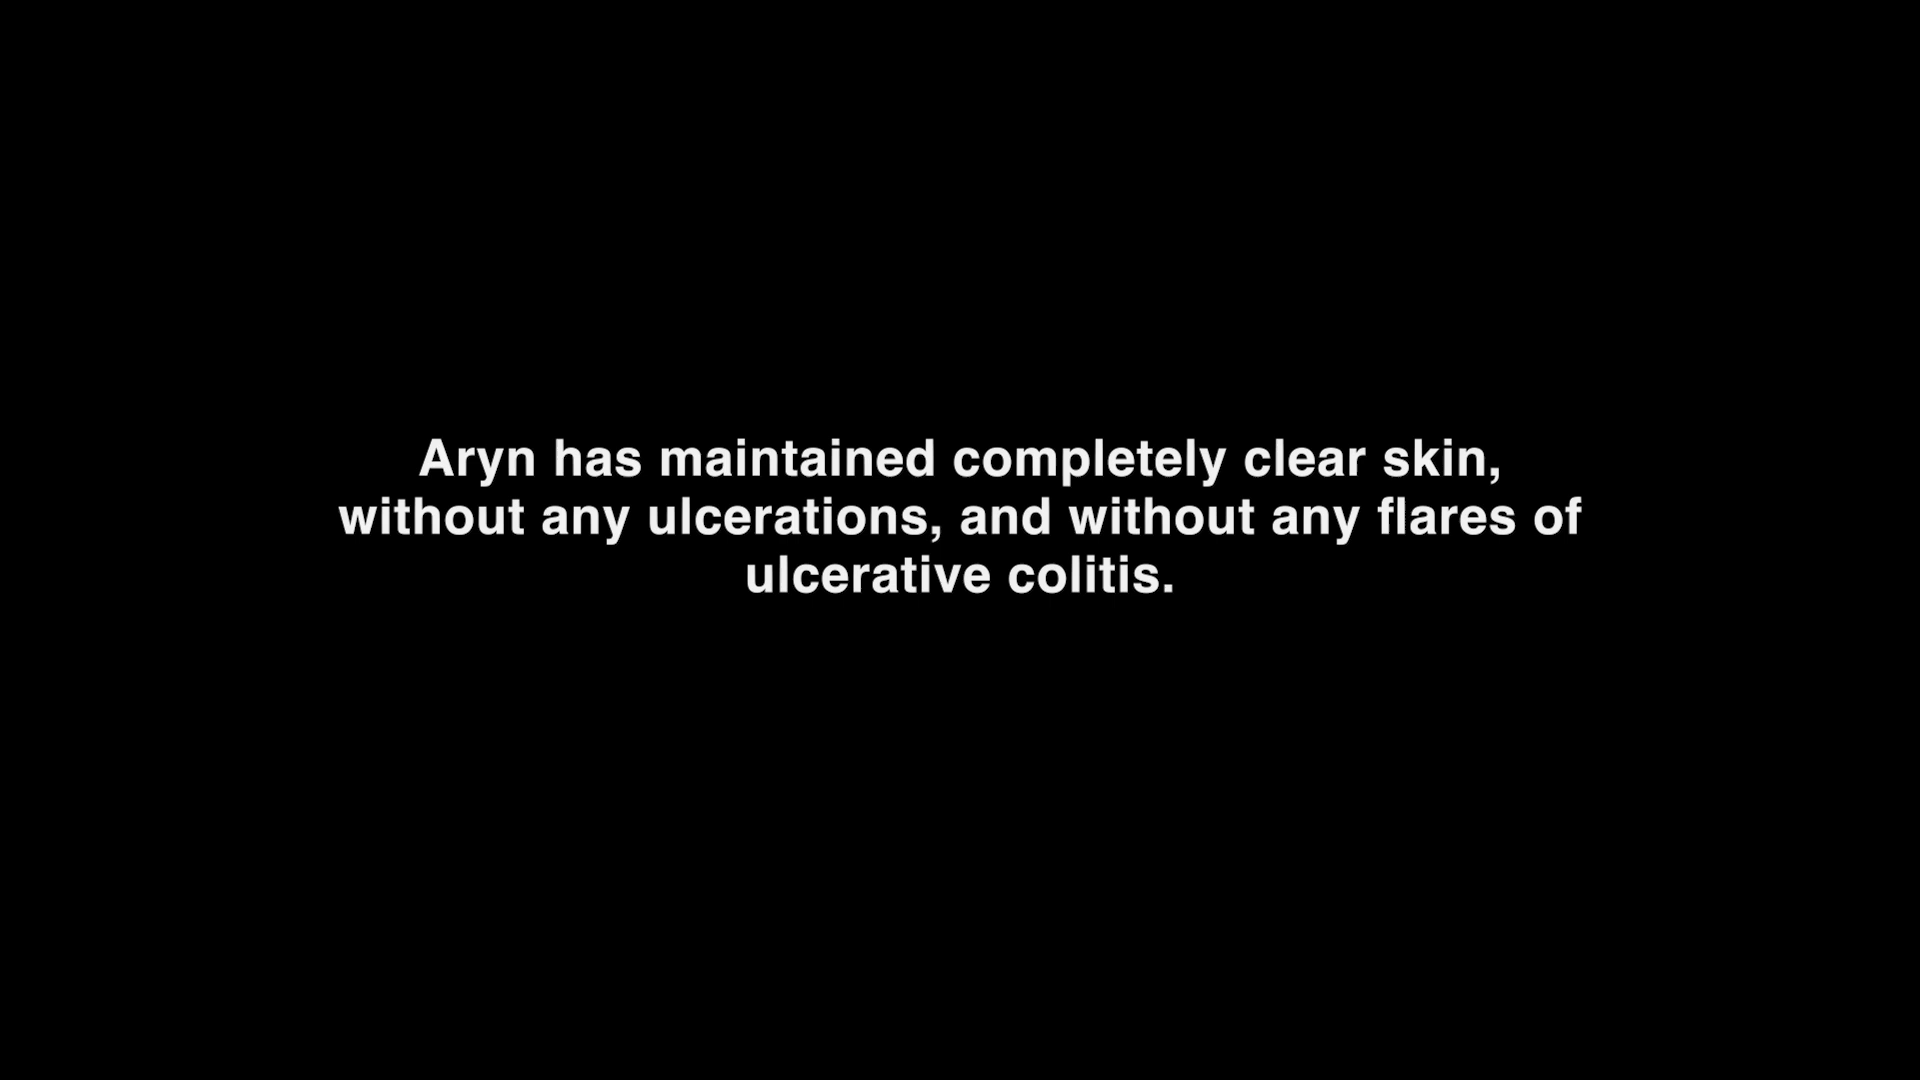 Aryn has maintained completely clear skin,
without any ulcerations, and without any flares of
ulcerative colitis.